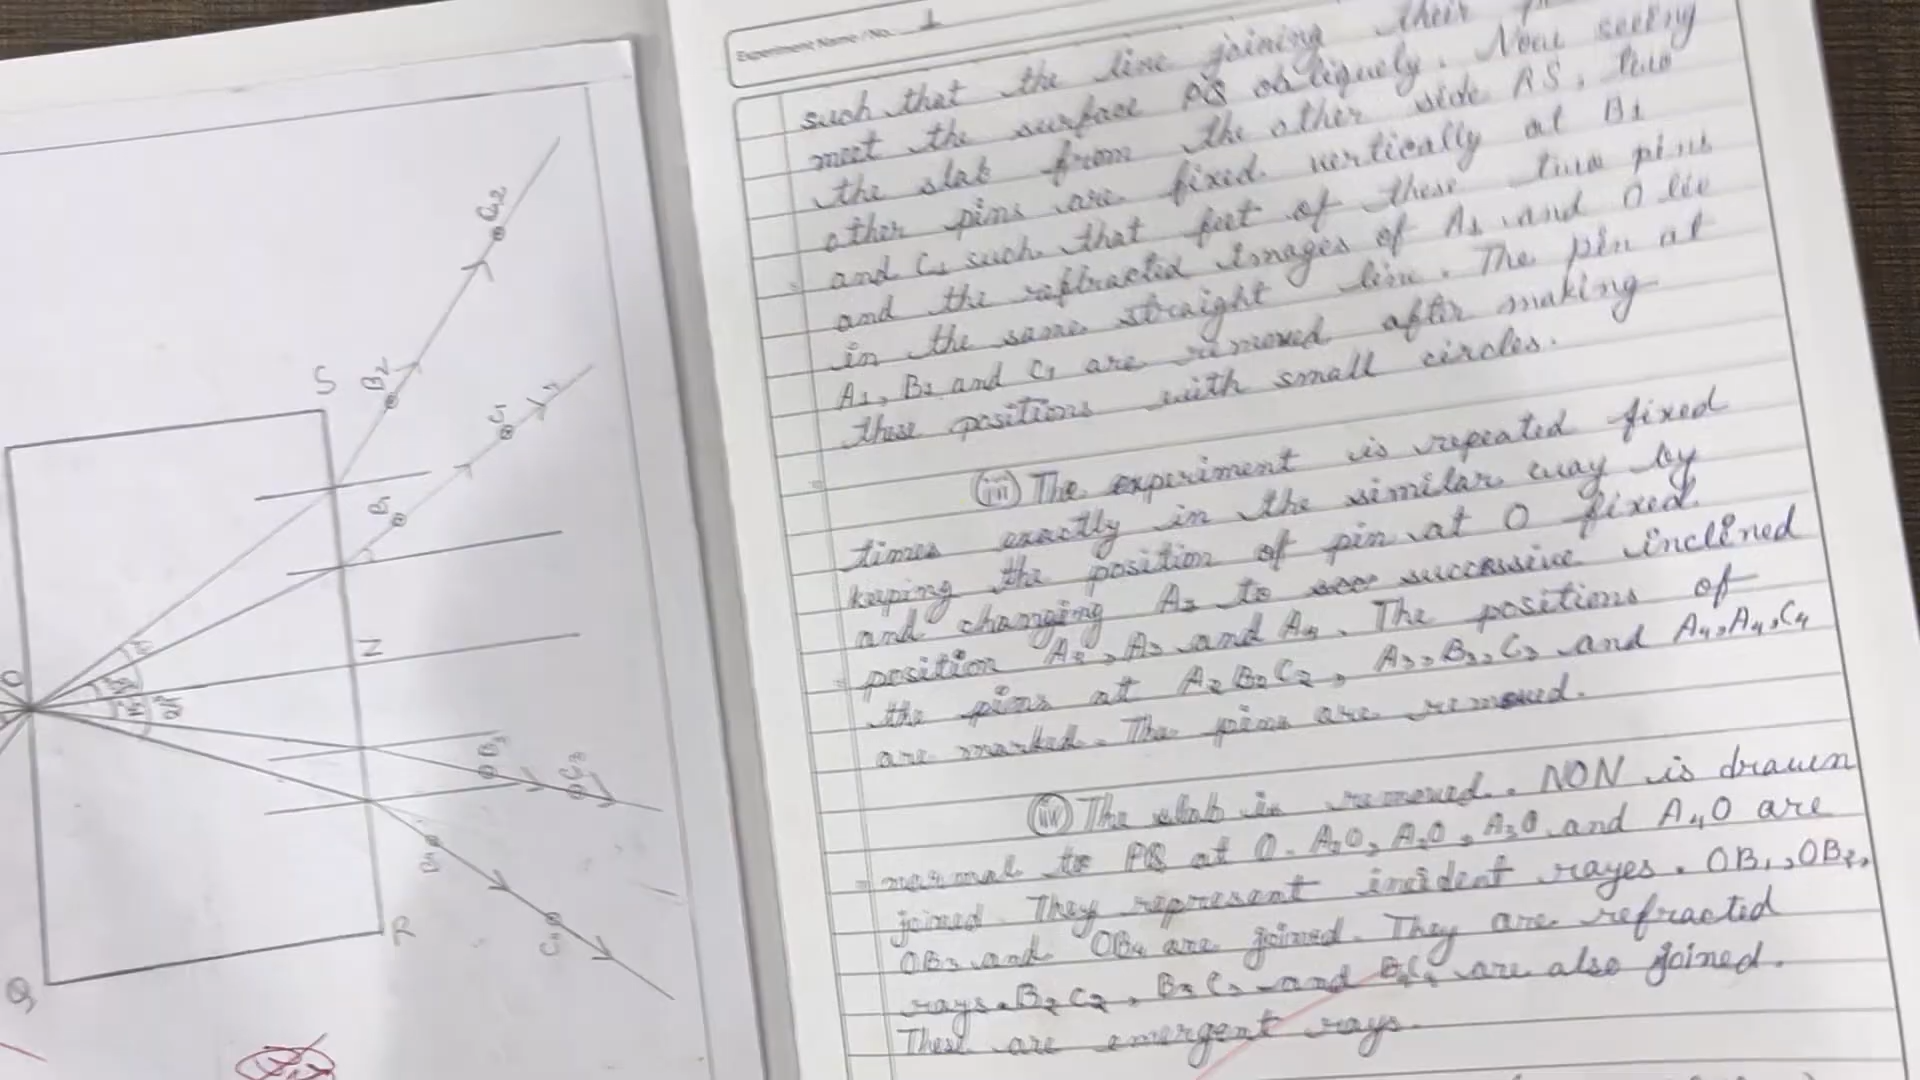 S
C2
B2
C1
B1
N
O
B3
C3
B4
C4
R
Q
Experiment Name / No. 1
such that the line joining their
meet the surface PQ obliquely. Now seeing
the slab from the other side RS, two
other pins are fixed vertically at B1
and C1 such that feet of these two pins
and the refracted images of A1 and O lie
in the same straight line. The pin at
A1, B1 and C1 are removed after making
these positions with small circles.
(iii) The experiment is repeated fixed
times exactly in the similar way by
keeping the position of pin at O fixed
and changing A1 to successive inclined
position A2, A3 and A4. The positions of
the pins at A2 B2 C2, A3, B3, C3 and A4, A4, C4
are marked. The pins are removed.
(iv) The slab is removed. NON is drawn
normal to PQ at O. A1O, A2O, A3O and A4O are
joined. They represent incident rayes. OB1, OB2,
OB3 and OB4 are joined. They are refracted
rays. B2 C2, B3 C3 and are also joined.
These are emergent rays.